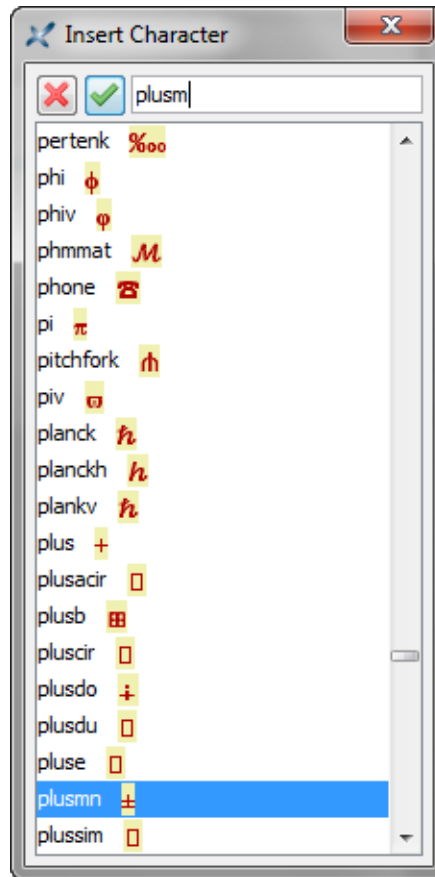 Insert Character
plusm
pertenk ‱
phi ϕ
phiv φ
phmmat ℳ
phone ☎
pi π
pitchfork ⋔
piv ϖ
planck ℏ
planckh ℎ
plankv ℏ
plus +
plusacir
plusb ⊞
pluscir
plusdo ∔
plusdu
pluse
plusmn ±
plussim